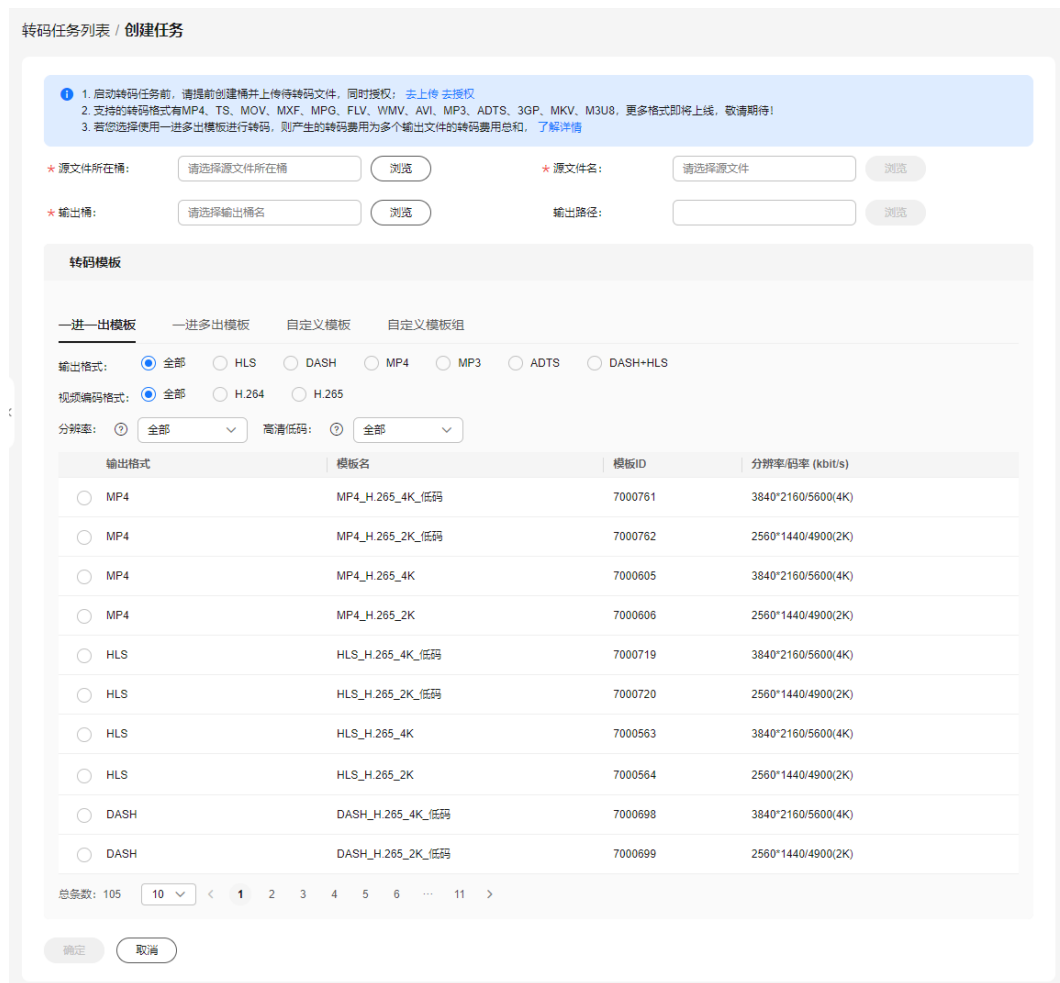 转码任务列表 / 创建任务
1. 启动转码任务前，请提前创建桶并上传待转码文件，同时授权； 去上传 去授权
2. 支持的转码格式有MP4、TS、MOV、MXF、MPG、FLV、WMV、AVI、MP3、ADTS、3GP、MKV、M3U8，更多格式即将上线，敬请期待！
3. 若您选择使用一进多出模板进行转码，则产生的转码费用为多个输出文件的转码费用总和， 了解详情
* 源文件所在桶： 请选择源文件所在桶 浏览 * 源文件名： 请选择源文件 浏览
* 输出桶： 请选择输出桶名 浏览 输出路径： 浏览
转码模板
一进一出模板 一进多出模板 自定义模板 自定义模板组
输出格式： 全部 HLS DASH MP4 MP3 ADTS DASH+HLS
视频编码格式： 全部 H.264 H.265
分辨率： ? 全部 高清低码： ? 全部
输出格式 模板名 模板ID 分辨率/码率 (kbit/s)
MP4 MP4_H.265_4K_低码 7000761 3840*2160/5600(4K)
MP4 MP4_H.265_2K_低码 7000762 2560*1440/4900(2K)
MP4 MP4_H.265_4K 7000605 3840*2160/5600(4K)
MP4 MP4_H.265_2K 7000606 2560*1440/4900(2K)
HLS HLS_H.265_4K_低码 7000719 3840*2160/5600(4K)
HLS HLS_H.265_2K_低码 7000720 2560*1440/4900(2K)
HLS HLS_H.265_4K 7000563 3840*2160/5600(4K)
HLS HLS_H.265_2K 7000564 2560*1440/4900(2K)
DASH DASH_H.265_4K_低码 7000698 3840*2160/5600(4K)
DASH DASH_H.265_2K_低码 7000699 2560*1440/4900(2K)
总条数： 105 10 < 1 2 3 4 5 6 ... 11 >
确定 取消